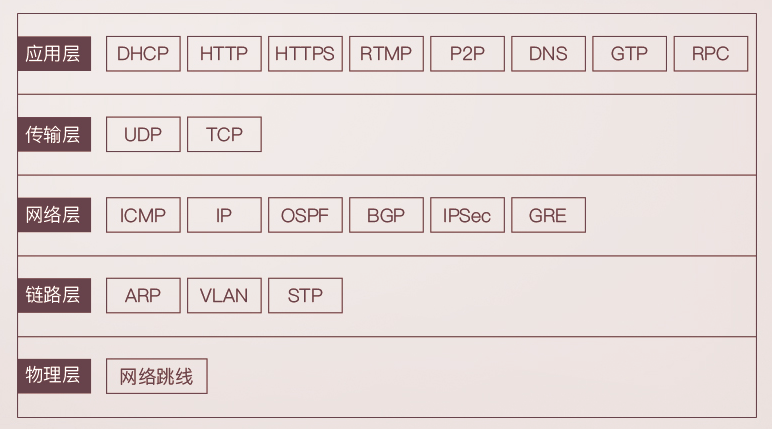 应用层 DHCP HTTP HTTPS RTMP P2P DNS GTP RPC
传输层 UDP TCP
网络层 ICMP IP OSPF BGP IPSec GRE
链路层 ARP VLAN STP
物理层 网络跳线